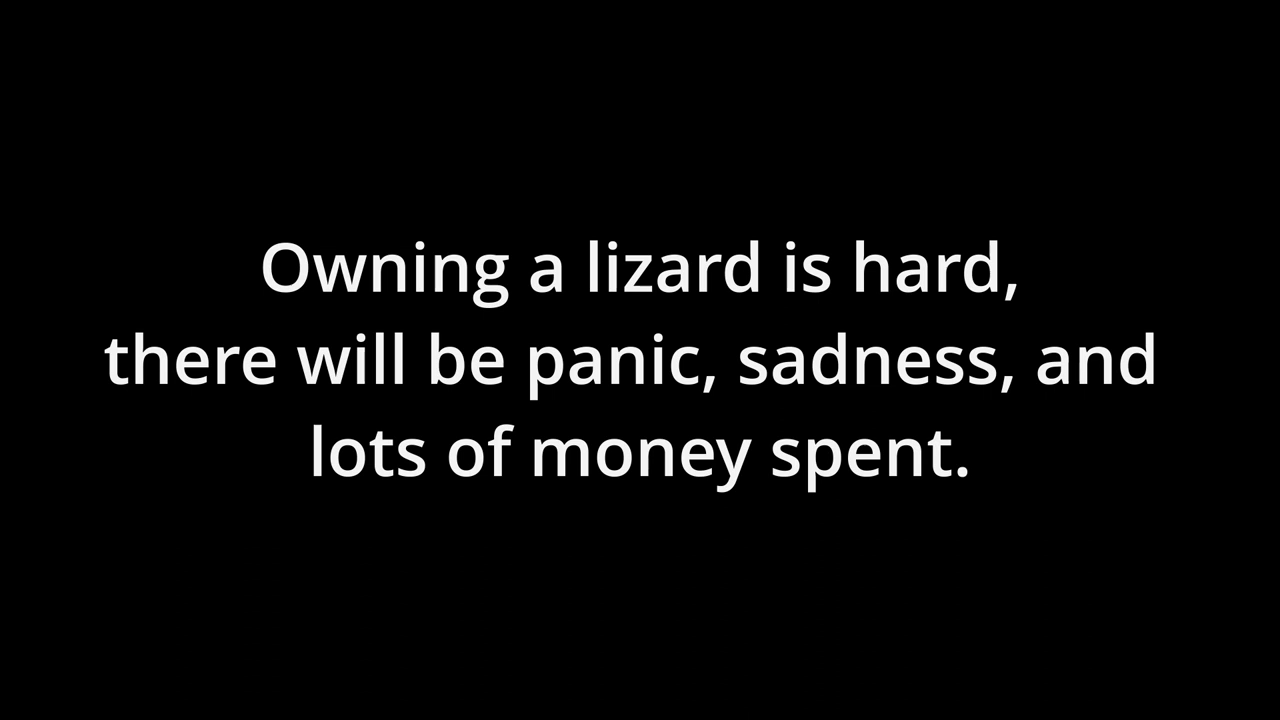 Owning a lizard is hard,
there will be panic, sadness, and
lots of money spent.